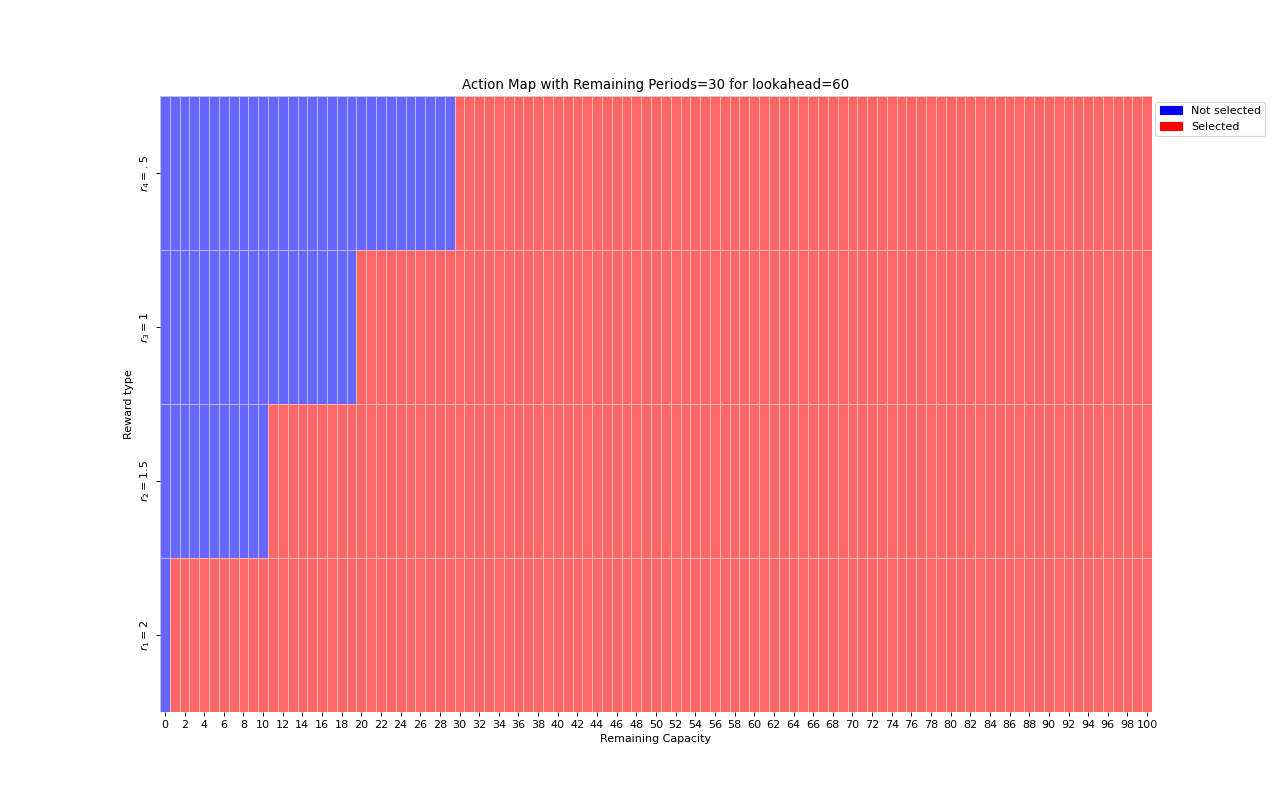 Action Map with Remaining Periods=30 for lookahead=60
Not selected
Selected
Reward type
r₄ = .5
r₃ = 1
r₂ = 1.5
r₁ = 2
0 2 4 6 8 10 12 14 16 18 20 22 24 26 28 30 32 34 36 38 40 42 44 46 48 50 52 54 56 58 60 62 64 66 68 70 72 74 76 78 80 82 84 86 88 90 92 94 96 98 100
Remaining Capacity